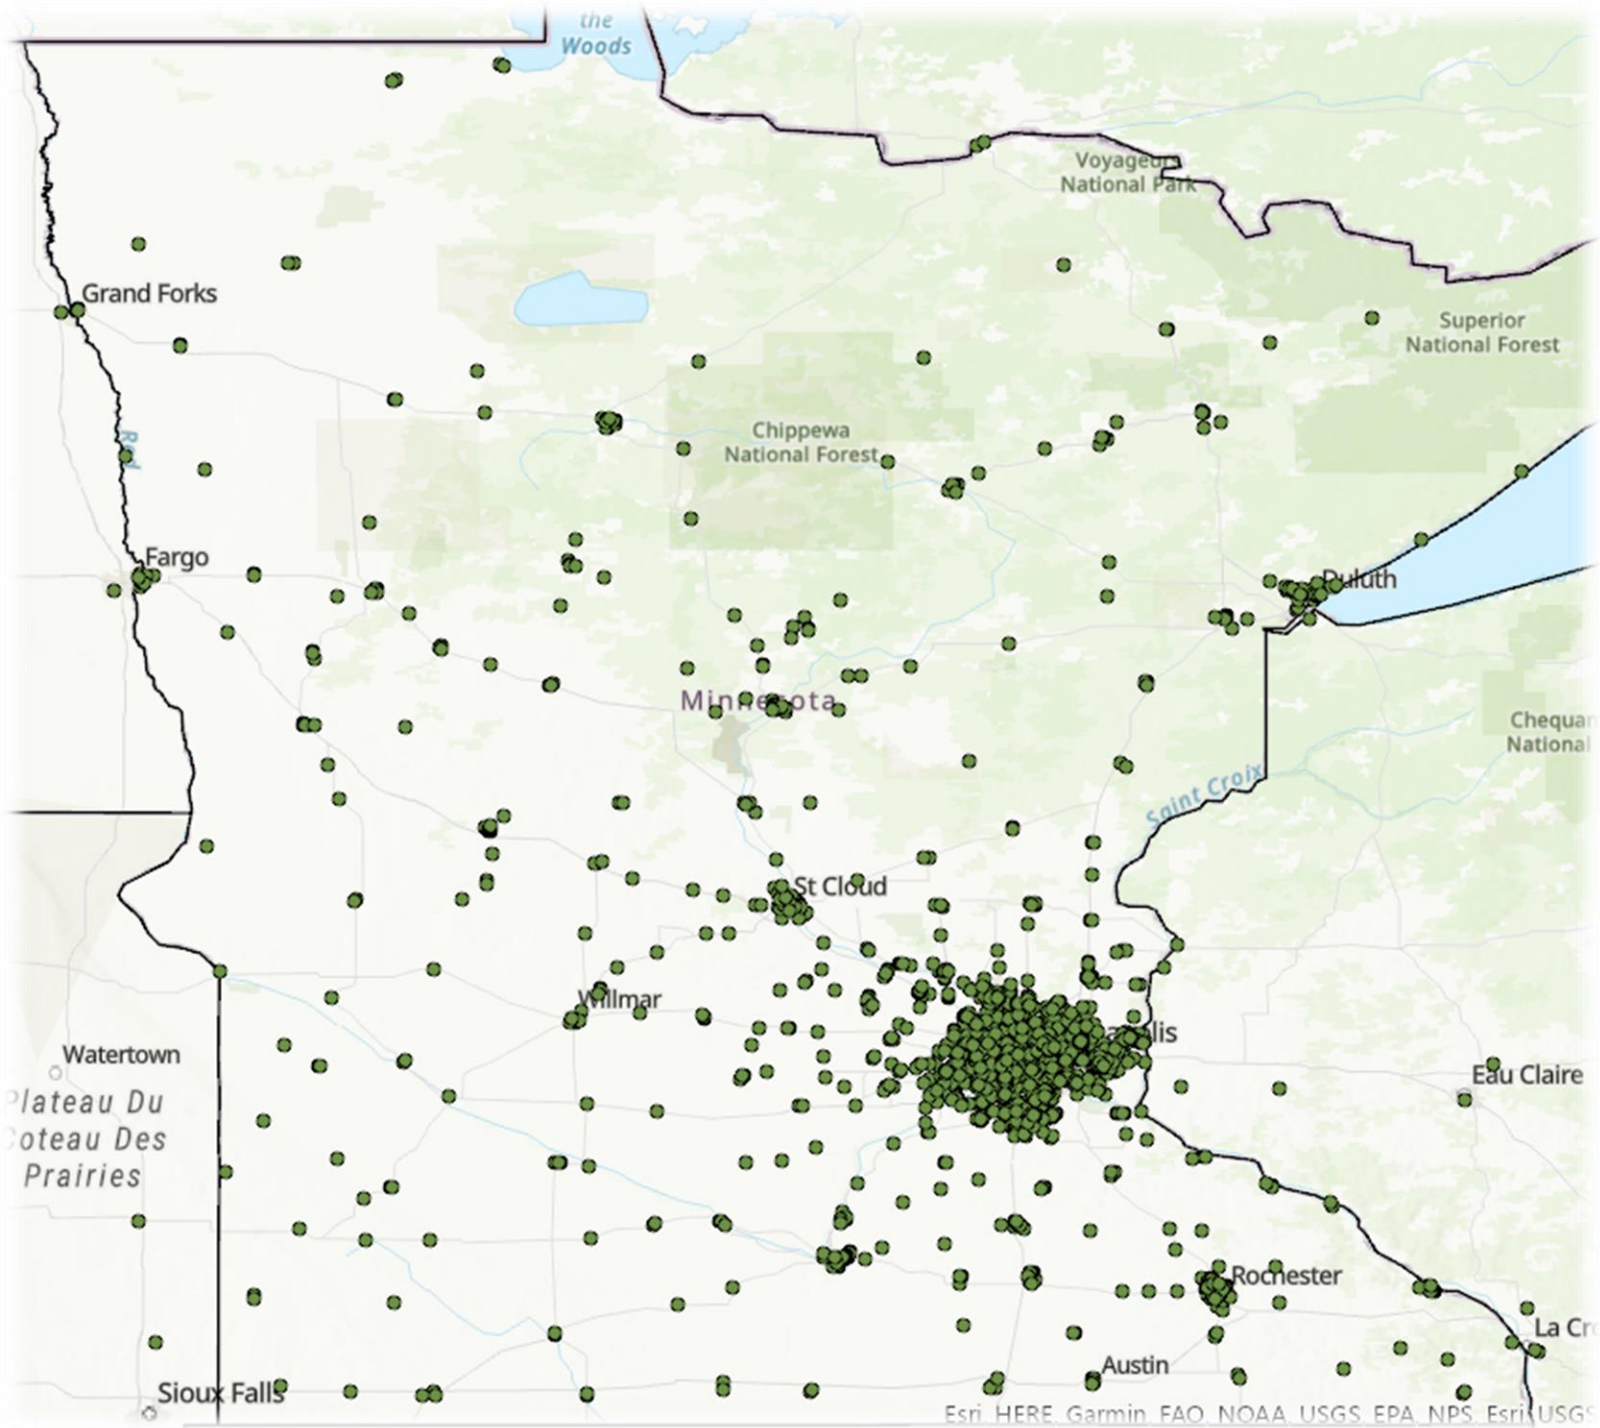 the
Woods
Voyageurs
National Park
Grand Forks
Superior
National Forest
Chippewa
National Forest
Red
Fargo
Duluth
Minnesota
Chequan
National
Saint Croix
St Cloud
Willmar
Watertown
Eau Claire
Plateau Du
Coteau Des
Prairies
Rochester
La Cro
Austin
Sioux Falls
Esri, HERE, Garmin, FAO, NOAA, USGS, EPA, NPS, Esri, USGS